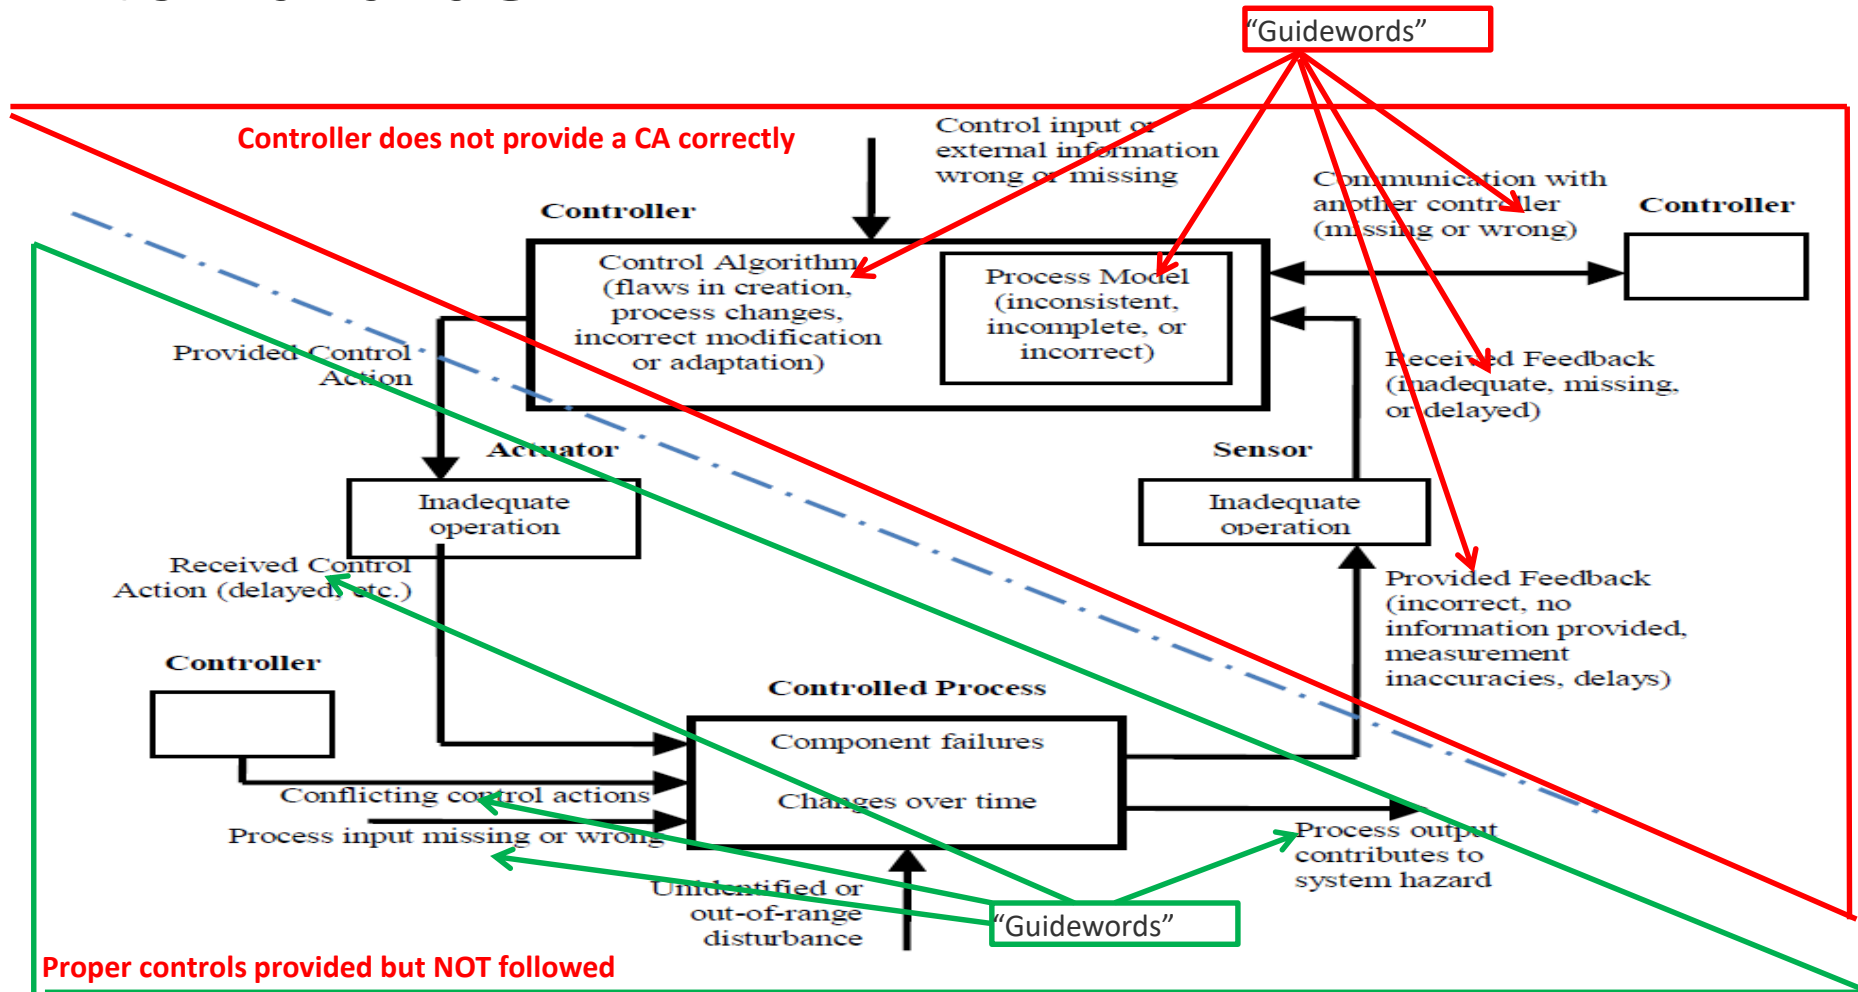 “Guidewords”
Controller does not provide a CA correctly
Control input or
external information
wrong or missing
Communication with
another controller
(missing or wrong)
Controller
Controller
Control Algorithm
(flaws in creation,
process changes,
incorrect modification
or adaptation)
Process Model
(inconsistent,
incomplete, or
incorrect)
Provided Control
Action
Received Feedback
(inadequate, missing,
or delayed)
Actuator
Sensor
Inadequate
operation
Inadequate
operation
Received Control
Action (delayed, etc.)
Provided Feedback
(incorrect, no
information provided,
measurement
inaccuracies, delays)
Controller
Controlled Process
Component failures
Changes over time
Conflicting control actions
Process input missing or wrong
Process output
contributes to
system hazard
Unidentified or
out-of-range
disturbance
“Guidewords”
Proper controls provided but NOT followed